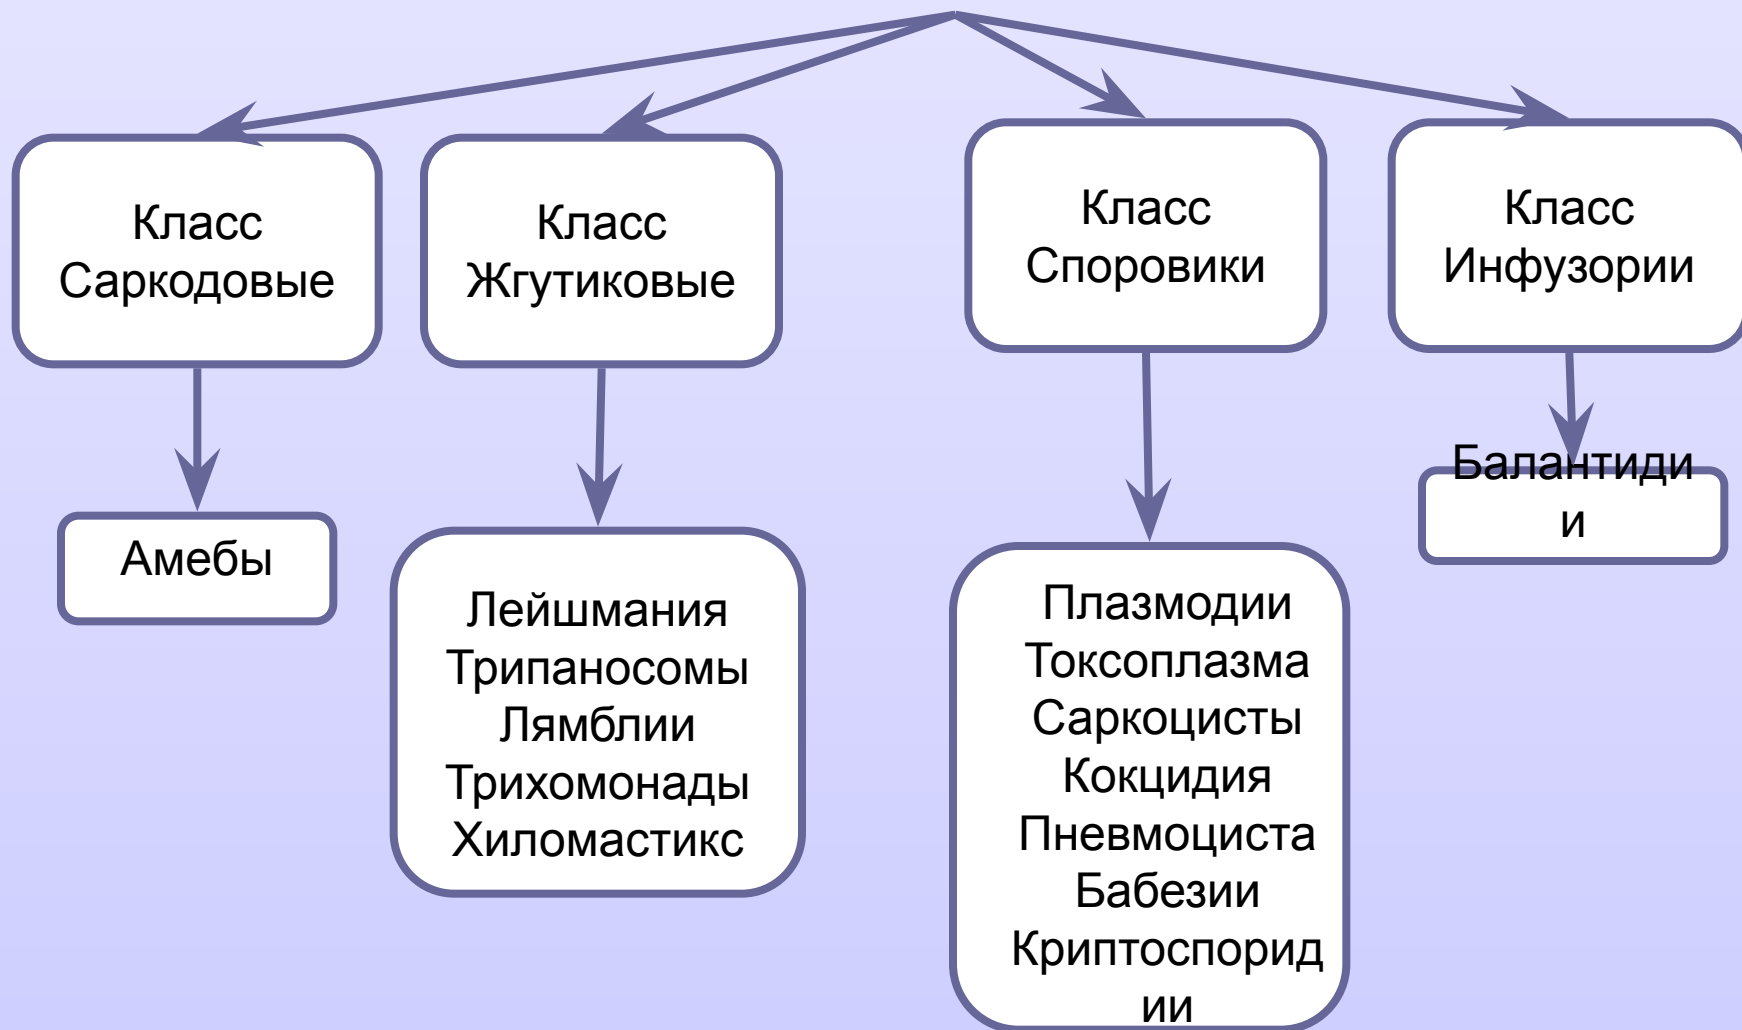 Класс
Саркодовые
Класс
Жгутиковые
Класс
Споровики
Класс
Инфузории
Амебы
Лейшмания
Трипаносомы
Лямблии
Трихомонады
Хиломастикс
Плазмодии
Токсоплазма
Саркоцисты
Кокцидия
Пневмоциста
Бабезии
Криптоспорид
ии
Балантиди
и